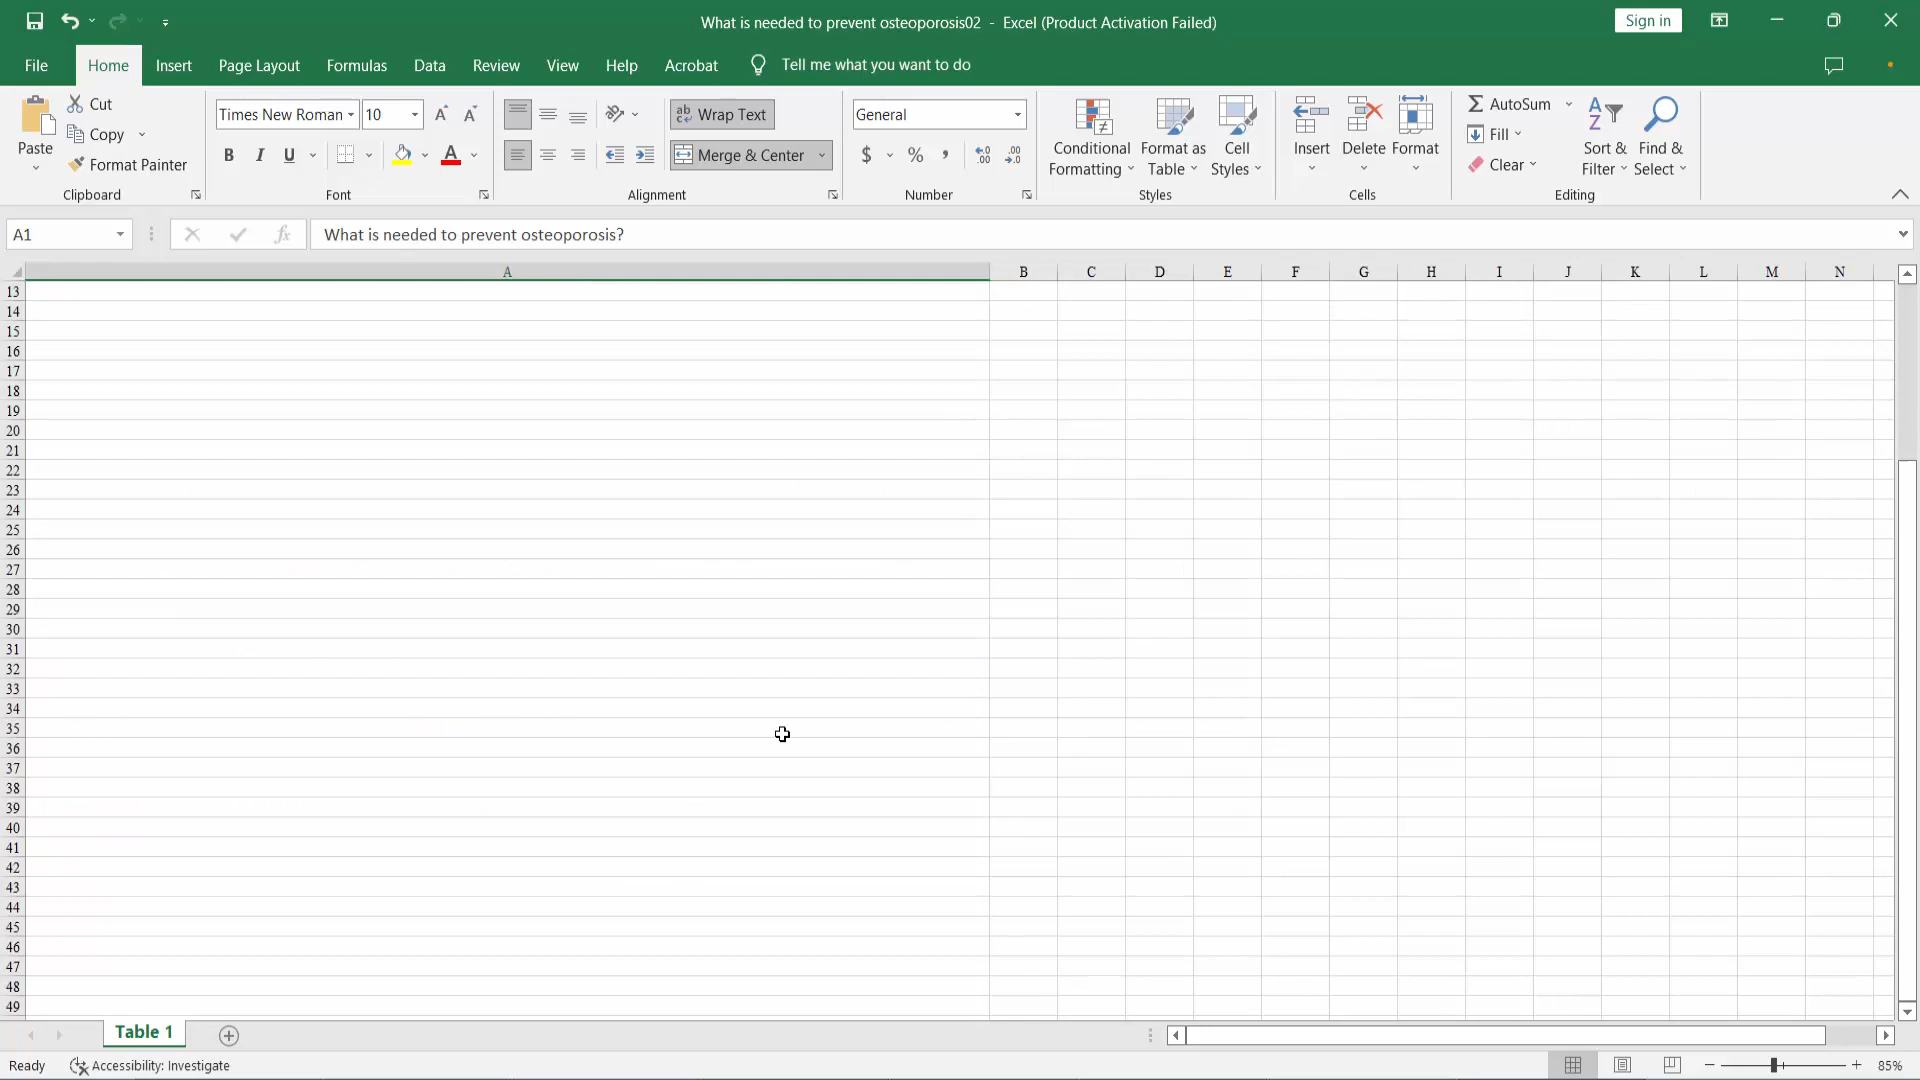 What is needed to prevent osteoporosis02 - Excel (Product Activation Failed)
Sign in
File Home Insert Page Layout Formulas Data Review View Help Acrobat Tell me what you want to do
Paste
Cut
Copy
Format Painter
Clipboard
Times New Roman 10
B I U
Font
ab Wrap Text
Merge & Center
Alignment
General
$ % ,
Number
Conditional Formatting
Format as Table
Cell Styles
Styles
Insert Delete Format
Cells
AutoSum
Fill
Clear
Sort & Filter
Find & Select
Editing
A1
fx
What is needed to prevent osteoporosis?
A B C D E F G H I J K L M N
13
14
15
16
17
18
19
20
21
22
23
24
25
26
27
28
29
30
31
32
33
34
35
36
37
38
39
40
41
42
43
44
45
46
47
48
49
Table 1
Ready Accessibility: Investigate 85%